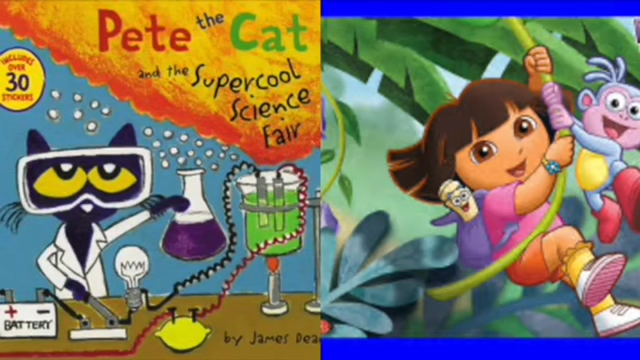 Pete the Cat
and the Supercool
Science
Fair
INCLUDES
OVER
30
STICKERS
+ -
BATTERY
by James Dea